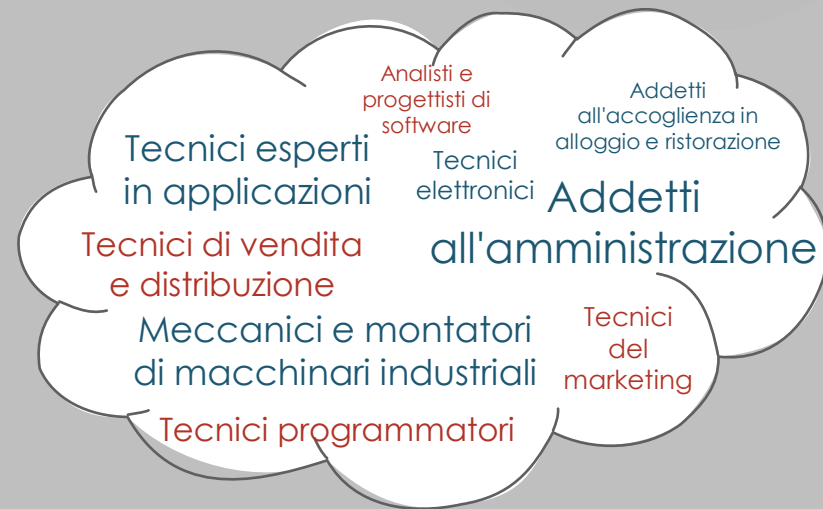 Analisti e
progettisti di
software
Addetti
all'accoglienza in
alloggio e ristorazione
Tecnici esperti
in applicazioni
Tecnici
elettronici
Addetti
all'amministrazione
Tecnici di vendita
e distribuzione
Meccanici e montatori
di macchinari industriali
Tecnici
del
marketing
Tecnici programmatori